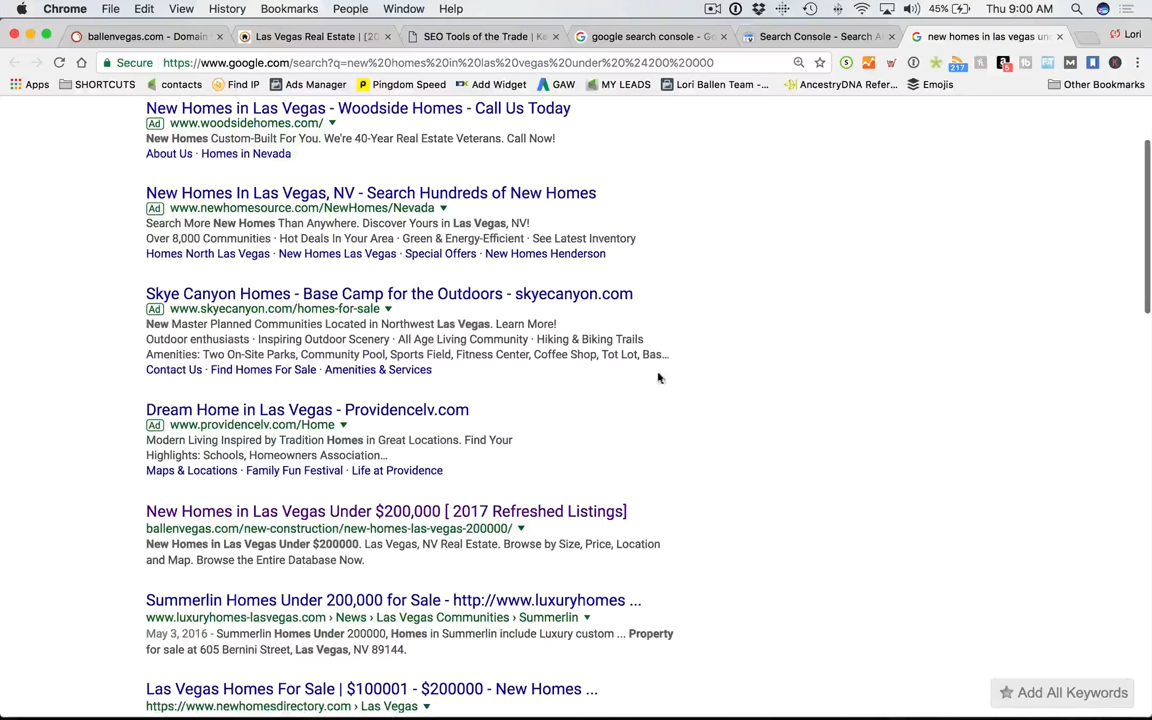 Chrome File Edit View History Bookmarks People Window Help 45% Thu 9:00 AM
ballenvegas.com - Domain × Las Vegas Real Estate | [20 × SEO Tools of the Trade | Ke × google search console - Go × Search Console - Search A × new homes in las vegas un × Lori
Secure https://www.google.com/search?q=new%20homes%20in%20las%20vegas%20under%20%24200%20000
Apps SHORTCUTS contacts Find IP Ads Manager Pingdom Speed Add Widget GAW MY LEADS Lori Ballen Team -... AncestryDNA Refer... Emojis Other Bookmarks
New Homes in Las Vegas - Woodside Homes - Call Us Today
Ad www.woodsidehomes.com/
New Homes Custom-Built For You. We're 40-Year Real Estate Veterans. Call Now!
About Us · Homes in Nevada
New Homes In Las Vegas, NV - Search Hundreds of New Homes
Ad www.newhomesource.com/NewHomes/Nevada
Search More New Homes Than Anywhere. Discover Yours in Las Vegas, NV!
Over 8,000 Communities · Hot Deals In Your Area · Green & Energy-Efficient · See Latest Inventory
Homes North Las Vegas · New Homes Las Vegas · Special Offers · New Homes Henderson
Skye Canyon Homes - Base Camp for the Outdoors - skyecanyon.com
Ad www.skyecanyon.com/homes-for-sale
New Master Planned Communities Located in Northwest Las Vegas. Learn More!
Outdoor enthusiasts · Inspiring Outdoor Scenery · All Age Living Community · Hiking & Biking Trails
Amenities: Two On-Site Parks, Community Pool, Sports Field, Fitness Center, Coffee Shop, Tot Lot, Bas...
Contact Us · Find Homes For Sale · Amenities & Services
Dream Home in Las Vegas - Providencelv.com
Ad www.providencelv.com/Home
Modern Living Inspired by Tradition Homes in Great Locations. Find Your
Highlights: Schools, Homeowners Association...
Maps & Locations · Family Fun Festival · Life at Providence
New Homes in Las Vegas Under $200,000 [ 2017 Refreshed Listings]
ballenvegas.com/new-construction/new-homes-las-vegas-200000/
New Homes in Las Vegas Under $200000. Las Vegas, NV Real Estate. Browse by Size, Price, Location
and Map. Browse the Entire Database Now.
Summerlin Homes Under 200,000 for Sale - http://www.luxuryhomes ...
www.luxuryhomes-lasvegas.com › News › Las Vegas Communities › Summerlin
May 3, 2016 - Summerlin Homes Under 200000, Homes in Summerlin include Luxury custom ... Property
for sale at 605 Bernini Street, Las Vegas, NV 89144.
Las Vegas Homes For Sale | $100001 - $200000 - New Homes ...
https://www.newhomesdirectory.com › Las Vegas
Add All Keywords